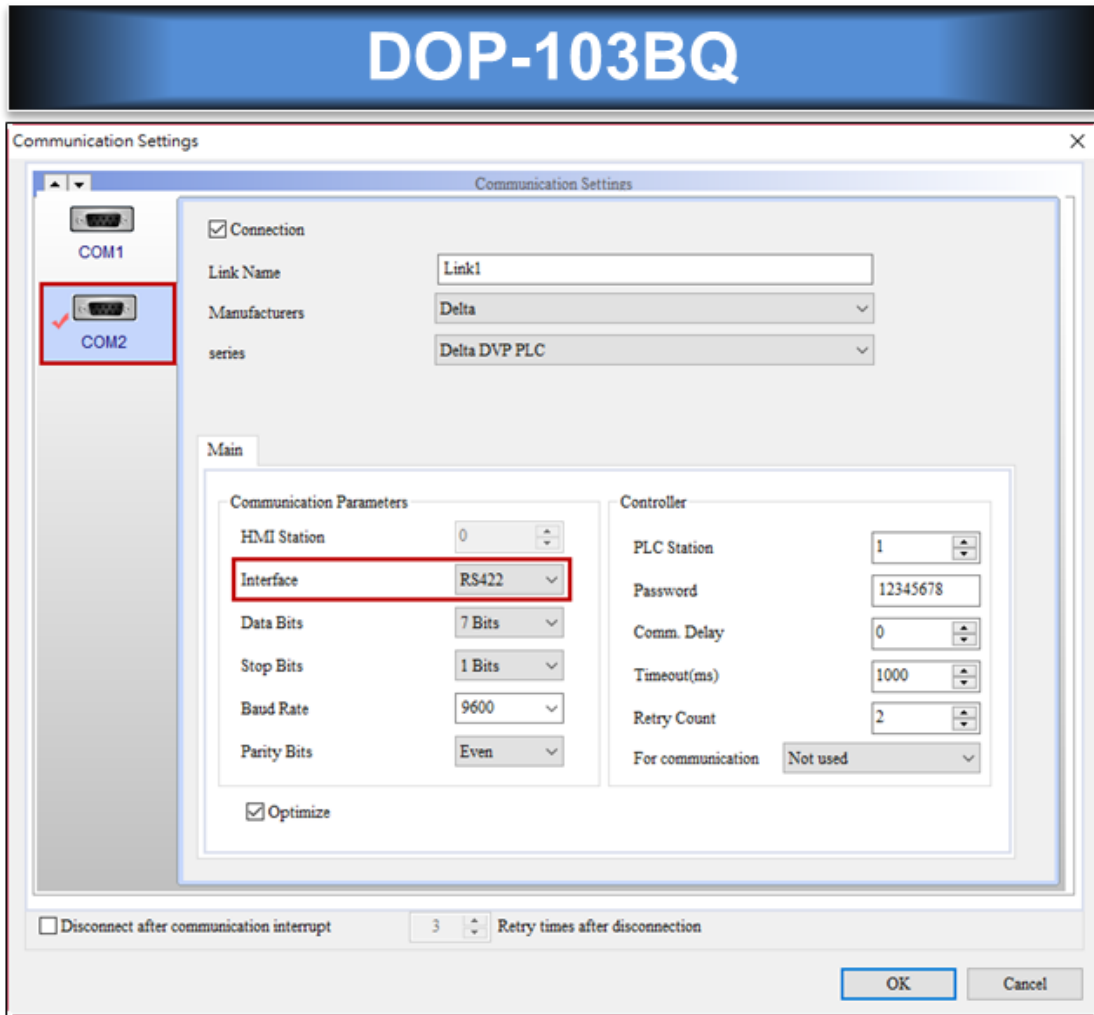 DOP-103BQ
Communication Settings
Communication Settings
COM1
COM2
Connection
Link Name Link1
Manufacturers Delta
series Delta DVP PLC
Main
Communication Parameters
HMI Station 0
Interface RS422
Data Bits 7 Bits
Stop Bits 1 Bits
Baud Rate 9600
Parity Bits Even
Optimize
Controller
PLC Station 1
Password 12345678
Comm. Delay 0
Timeout(ms) 1000
Retry Count 2
For communication Not used
Disconnect after communication interrupt 3 Retry times after disconnection
OK Cancel